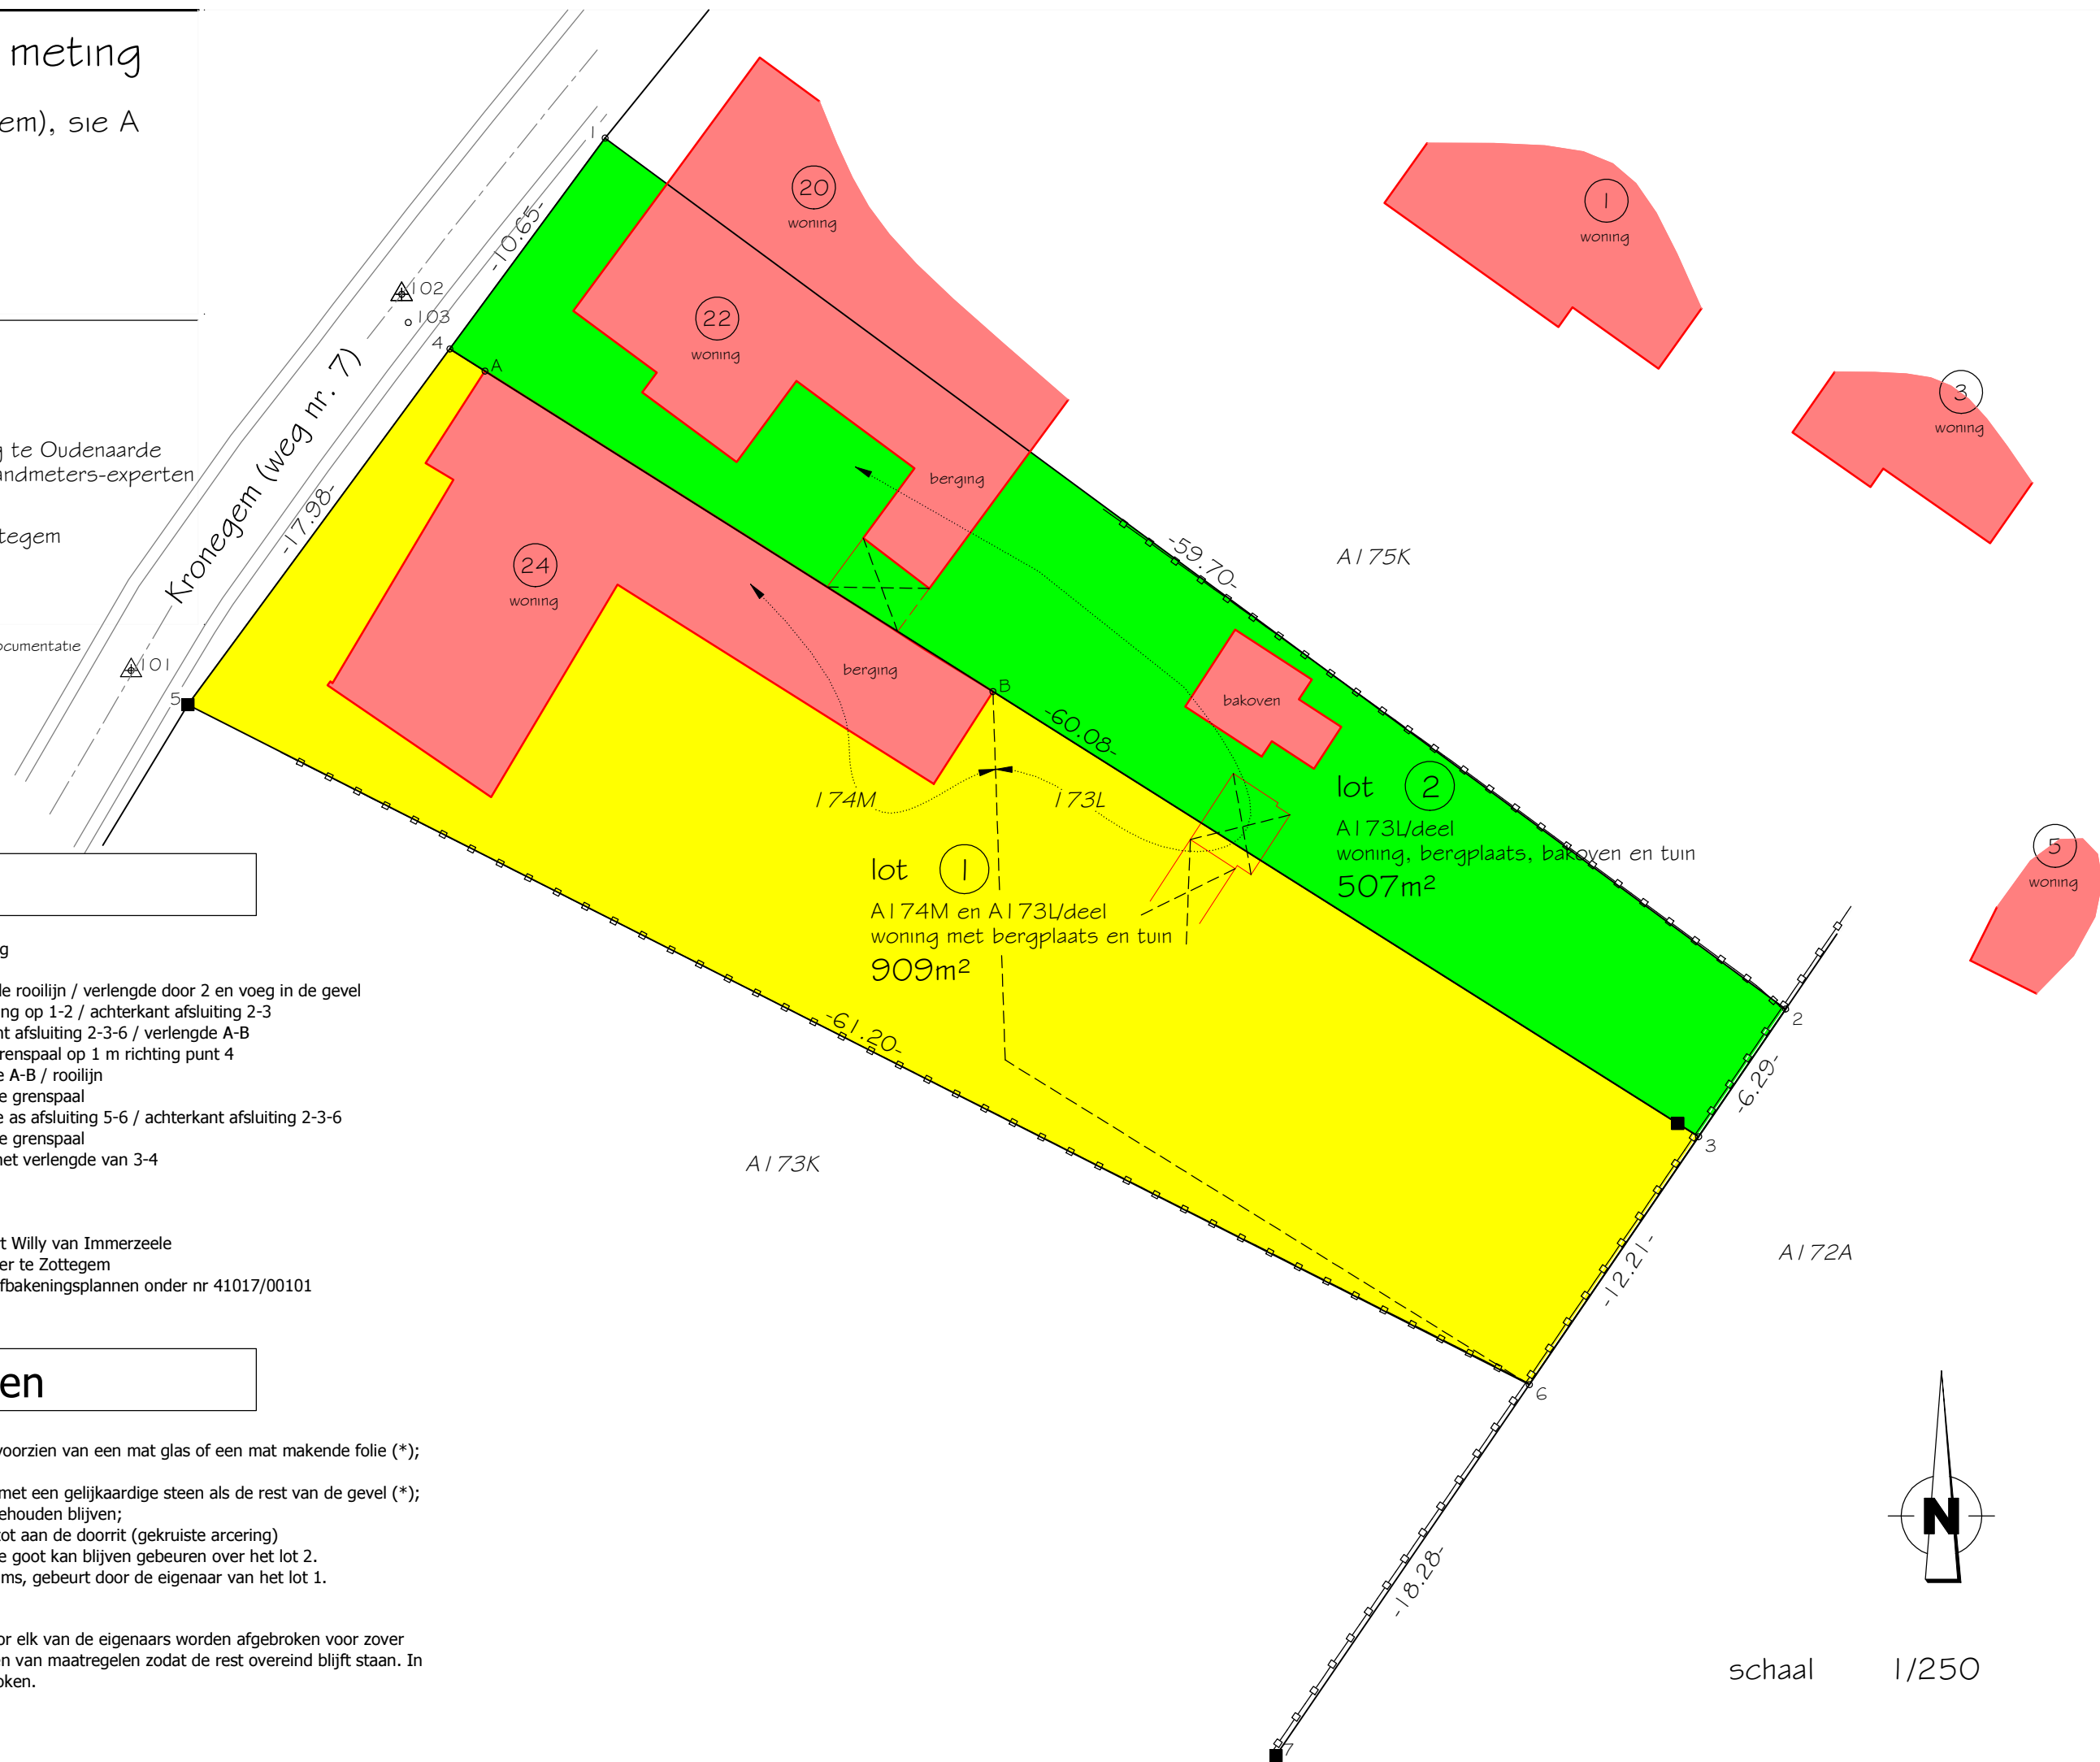 meting
em), sie A
g te Oudenaarde
andmeters-experten
tegem
ocumentatie
Kronegem (weg nr. 7)
1
-10.65-
102
103
4
A
-17.98-
101
5
20
woning
22
woning
berging
24
woning
berging
B
-60.08-
-59.70-
A175K
bakoven
1
woning
3
woning
5
woning
174M
173L
lot 2
A173L/deel
woning, bergplaats, bakoven en tuin
507m²
lot 1
A174M en A173L/deel
woning met bergplaats en tuin
909m²
-61.20-
2
-6.29-
3
-12.21-
6
A173K
A172A
-18.28-
7
N
schaal 1/250
g
de rooilijn / verlengde door 2 en voeg in de gevel
ng op 1-2 / achterkant afsluiting 2-3
nt afsluiting 2-3-6 / verlengde A-B
renspaal op 1 m richting punt 4
e A-B / rooilijn
e grenspaal
e as afsluiting 5-6 / achterkant afsluiting 2-3-6
e grenspaal
het verlengde van 3-4
t Willy van Immerzeele
er te Zottegem
fbakeningsplannen onder nr 41017/00101
en
voorzien van een mat glas of een mat makende folie (*);
met een gelijkaardige steen als de rest van de gevel (*);
ehouden blijven;
tot aan de doorrit (gekruiste arcering)
e goot kan blijven gebeuren over het lot 2.
ms, gebeurt door de eigenaar van het lot 1.
or elk van de eigenaars worden afgebroken voor zover
en van maatregelen zodat de rest overeind blijft staan. In
oken.